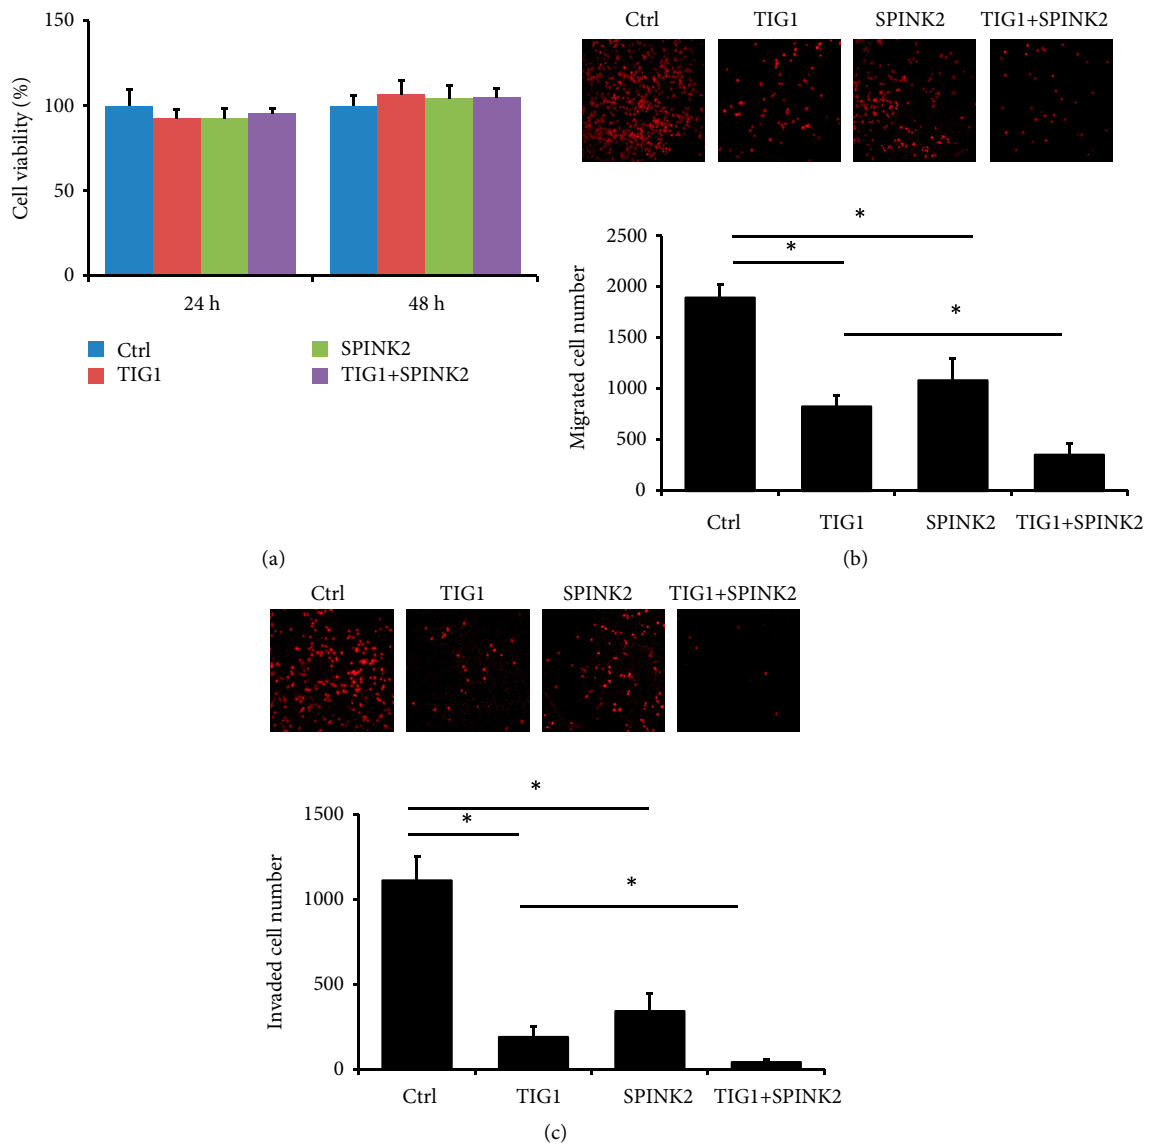 150
100
50
0
Cell viability (%)
24 h
48 h
Ctrl
TIG1
SPINK2
TIG1+SPINK2
(a)
Ctrl TIG1 SPINK2 TIG1+SPINK2
*
*
*
2500
2000
1500
1000
500
0
Migrated cell number
Ctrl TIG1 SPINK2 TIG1+SPINK2
(b)
Ctrl TIG1 SPINK2 TIG1+SPINK2
*
*
*
1500
1000
500
0
Invaded cell number
Ctrl TIG1 SPINK2 TIG1+SPINK2
(c)